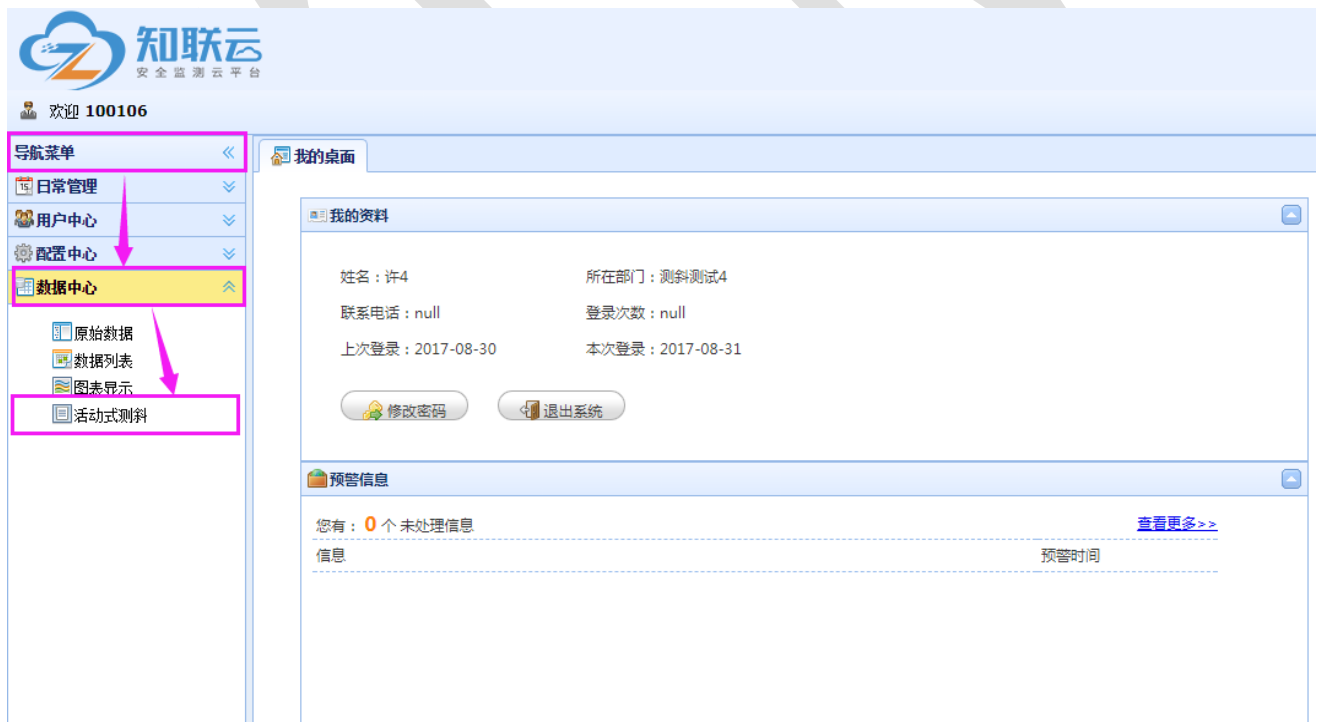 知联云
安全监测云平台
欢迎 100106
导航菜单
我的桌面
日常管理
用户中心
配置中心
数据中心
原始数据
数据列表
图表显示
活动式测斜
我的资料
姓名：许4 所在部门：测斜测试4
联系电话：null 登录次数：null
上次登录：2017-08-30 本次登录：2017-08-31
修改密码 退出系统
预警信息
您有：0 个 未处理信息 查看更多>>
信息 预警时间